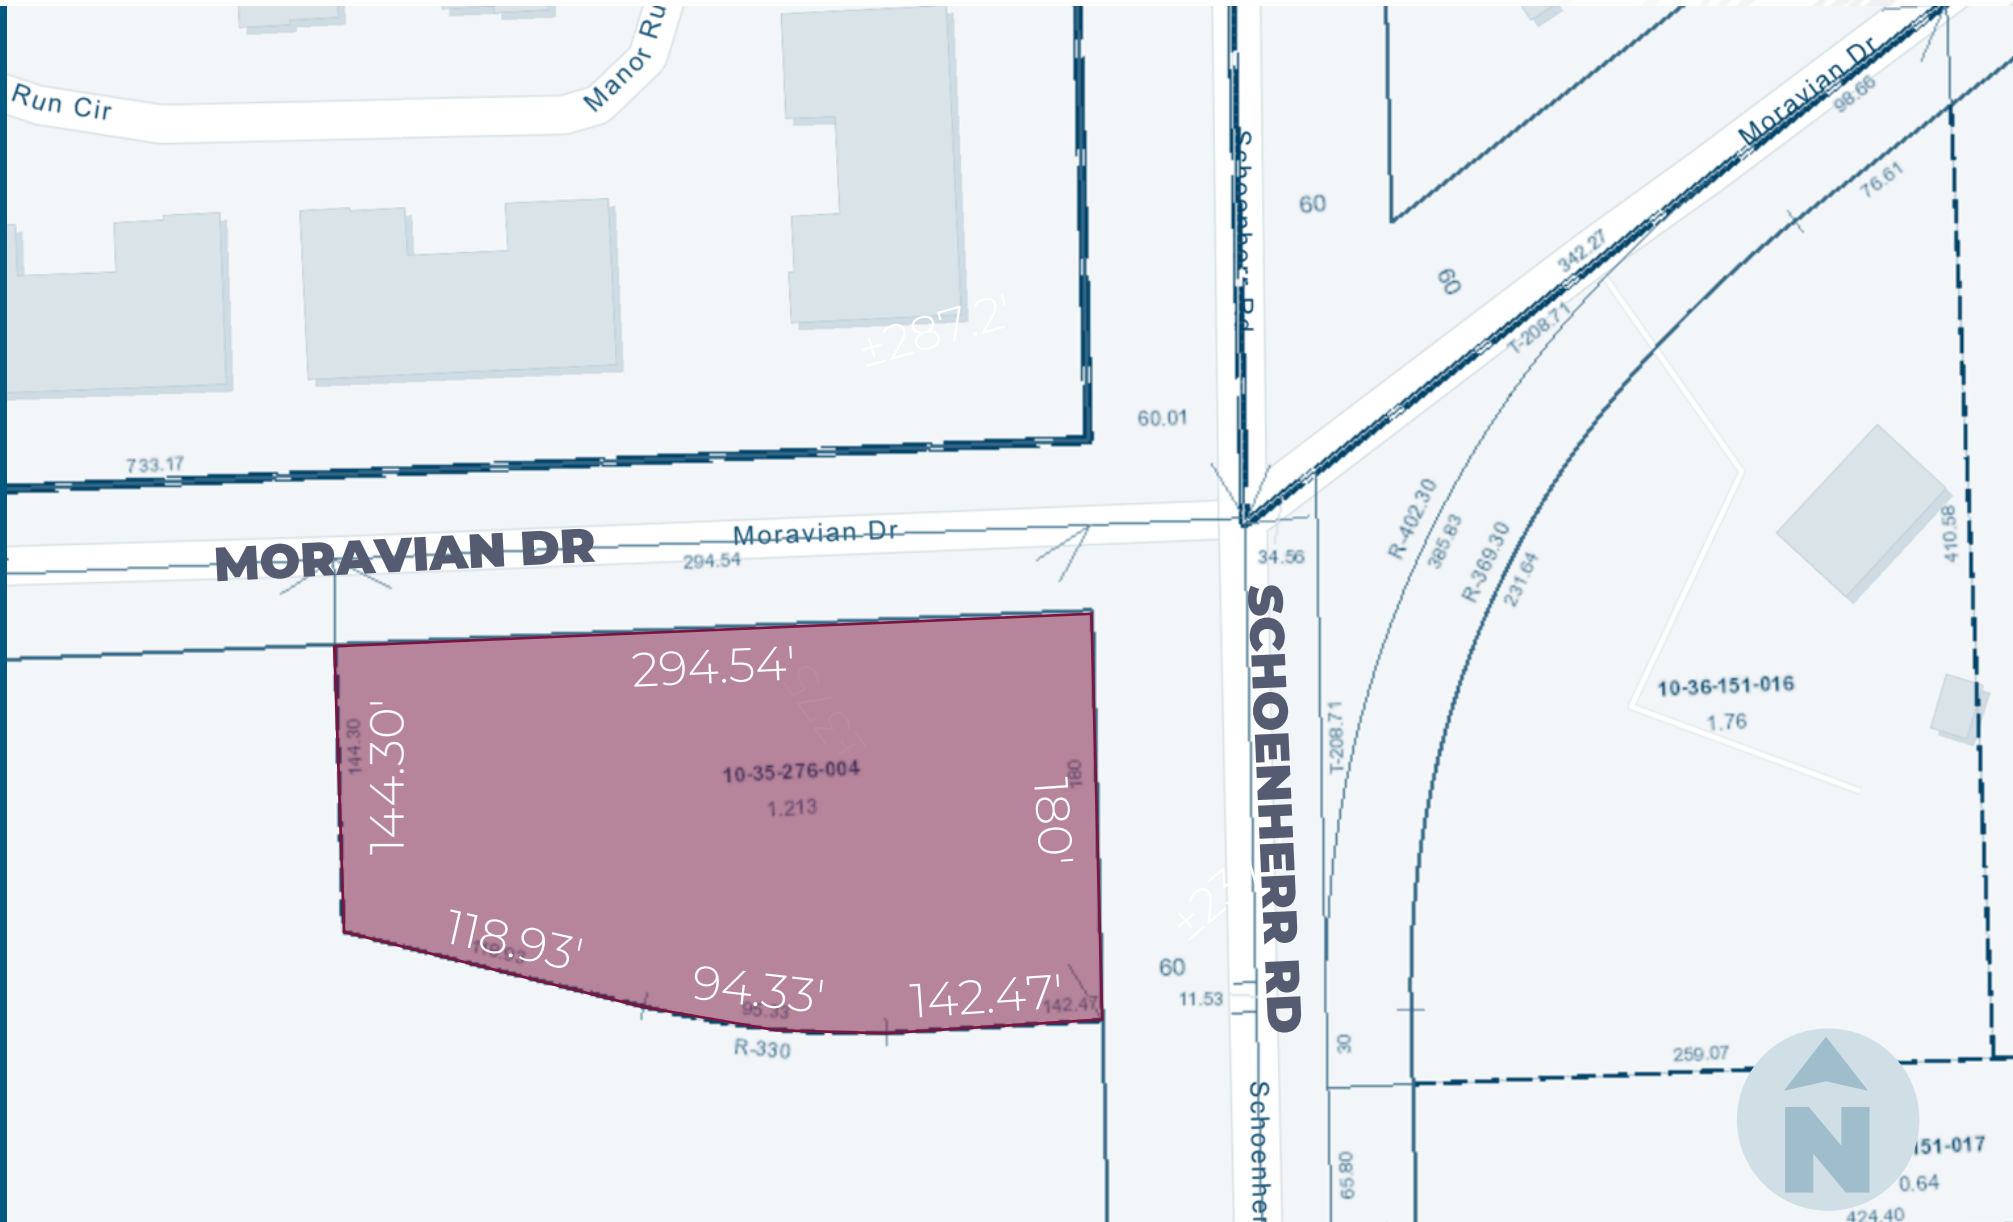 Run Cir
Manor Ru
Schoenherr Rd
60
60
Moravian Dr
98.66
76.61
342.27
T-208.71
±287.2'
60.01
733.17
MORAVIAN DR
Moravian Dr
294.54
34.56
R-402.30
385.83
R-369.30
231.64
410.58
SCHOENHERR RD
294.54'
144.30
144.30'
10-35-276-004
1.213
180
180'
T-208.71
10-36-151-016
1.76
118.93'
118.93
94.33'
95.33
142.47'
142.47
R-330
60
11.53
30
259.07
Schoenher
65.80
N
151-017
0.64
424.40